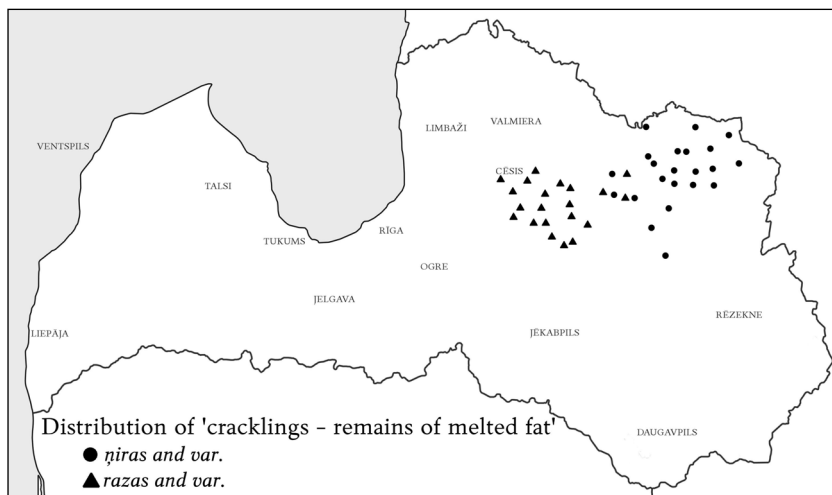 LIMBAŽI
VALMIERA
VENTSPILS
CĒSIS
TALSI
RĪGA
TUKUMS
OGRE
JELGAVA
RĒZEKNE
LIEPĀJA
JĒKABPILS
Distribution of 'cracklings – remains of melted fat'
DAUGAVPILS
ņiras and var.
razas and var.